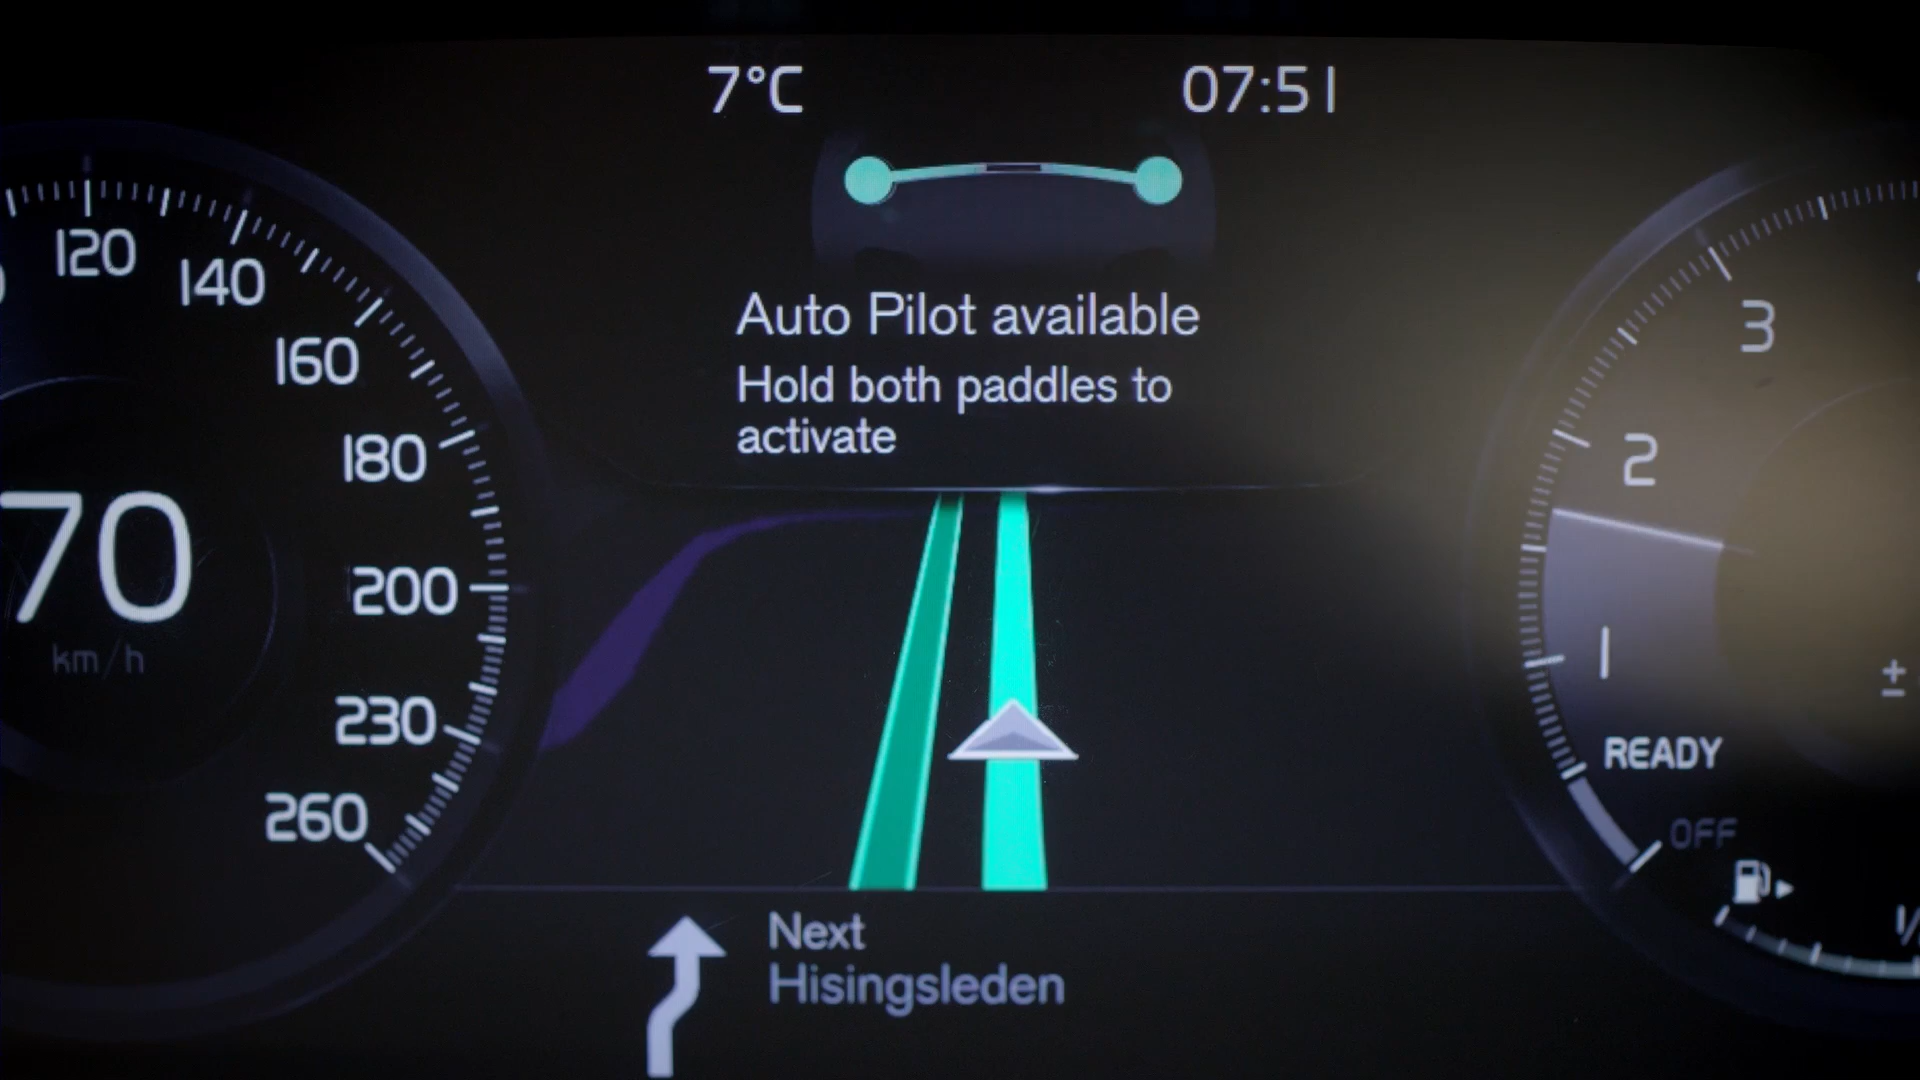 7°C
07:51
120
140
160
180
200
230
260
70
km/h
Auto Pilot available
Hold both paddles to
activate
3
2
1
±
READY
OFF
Next
Hisingsleden